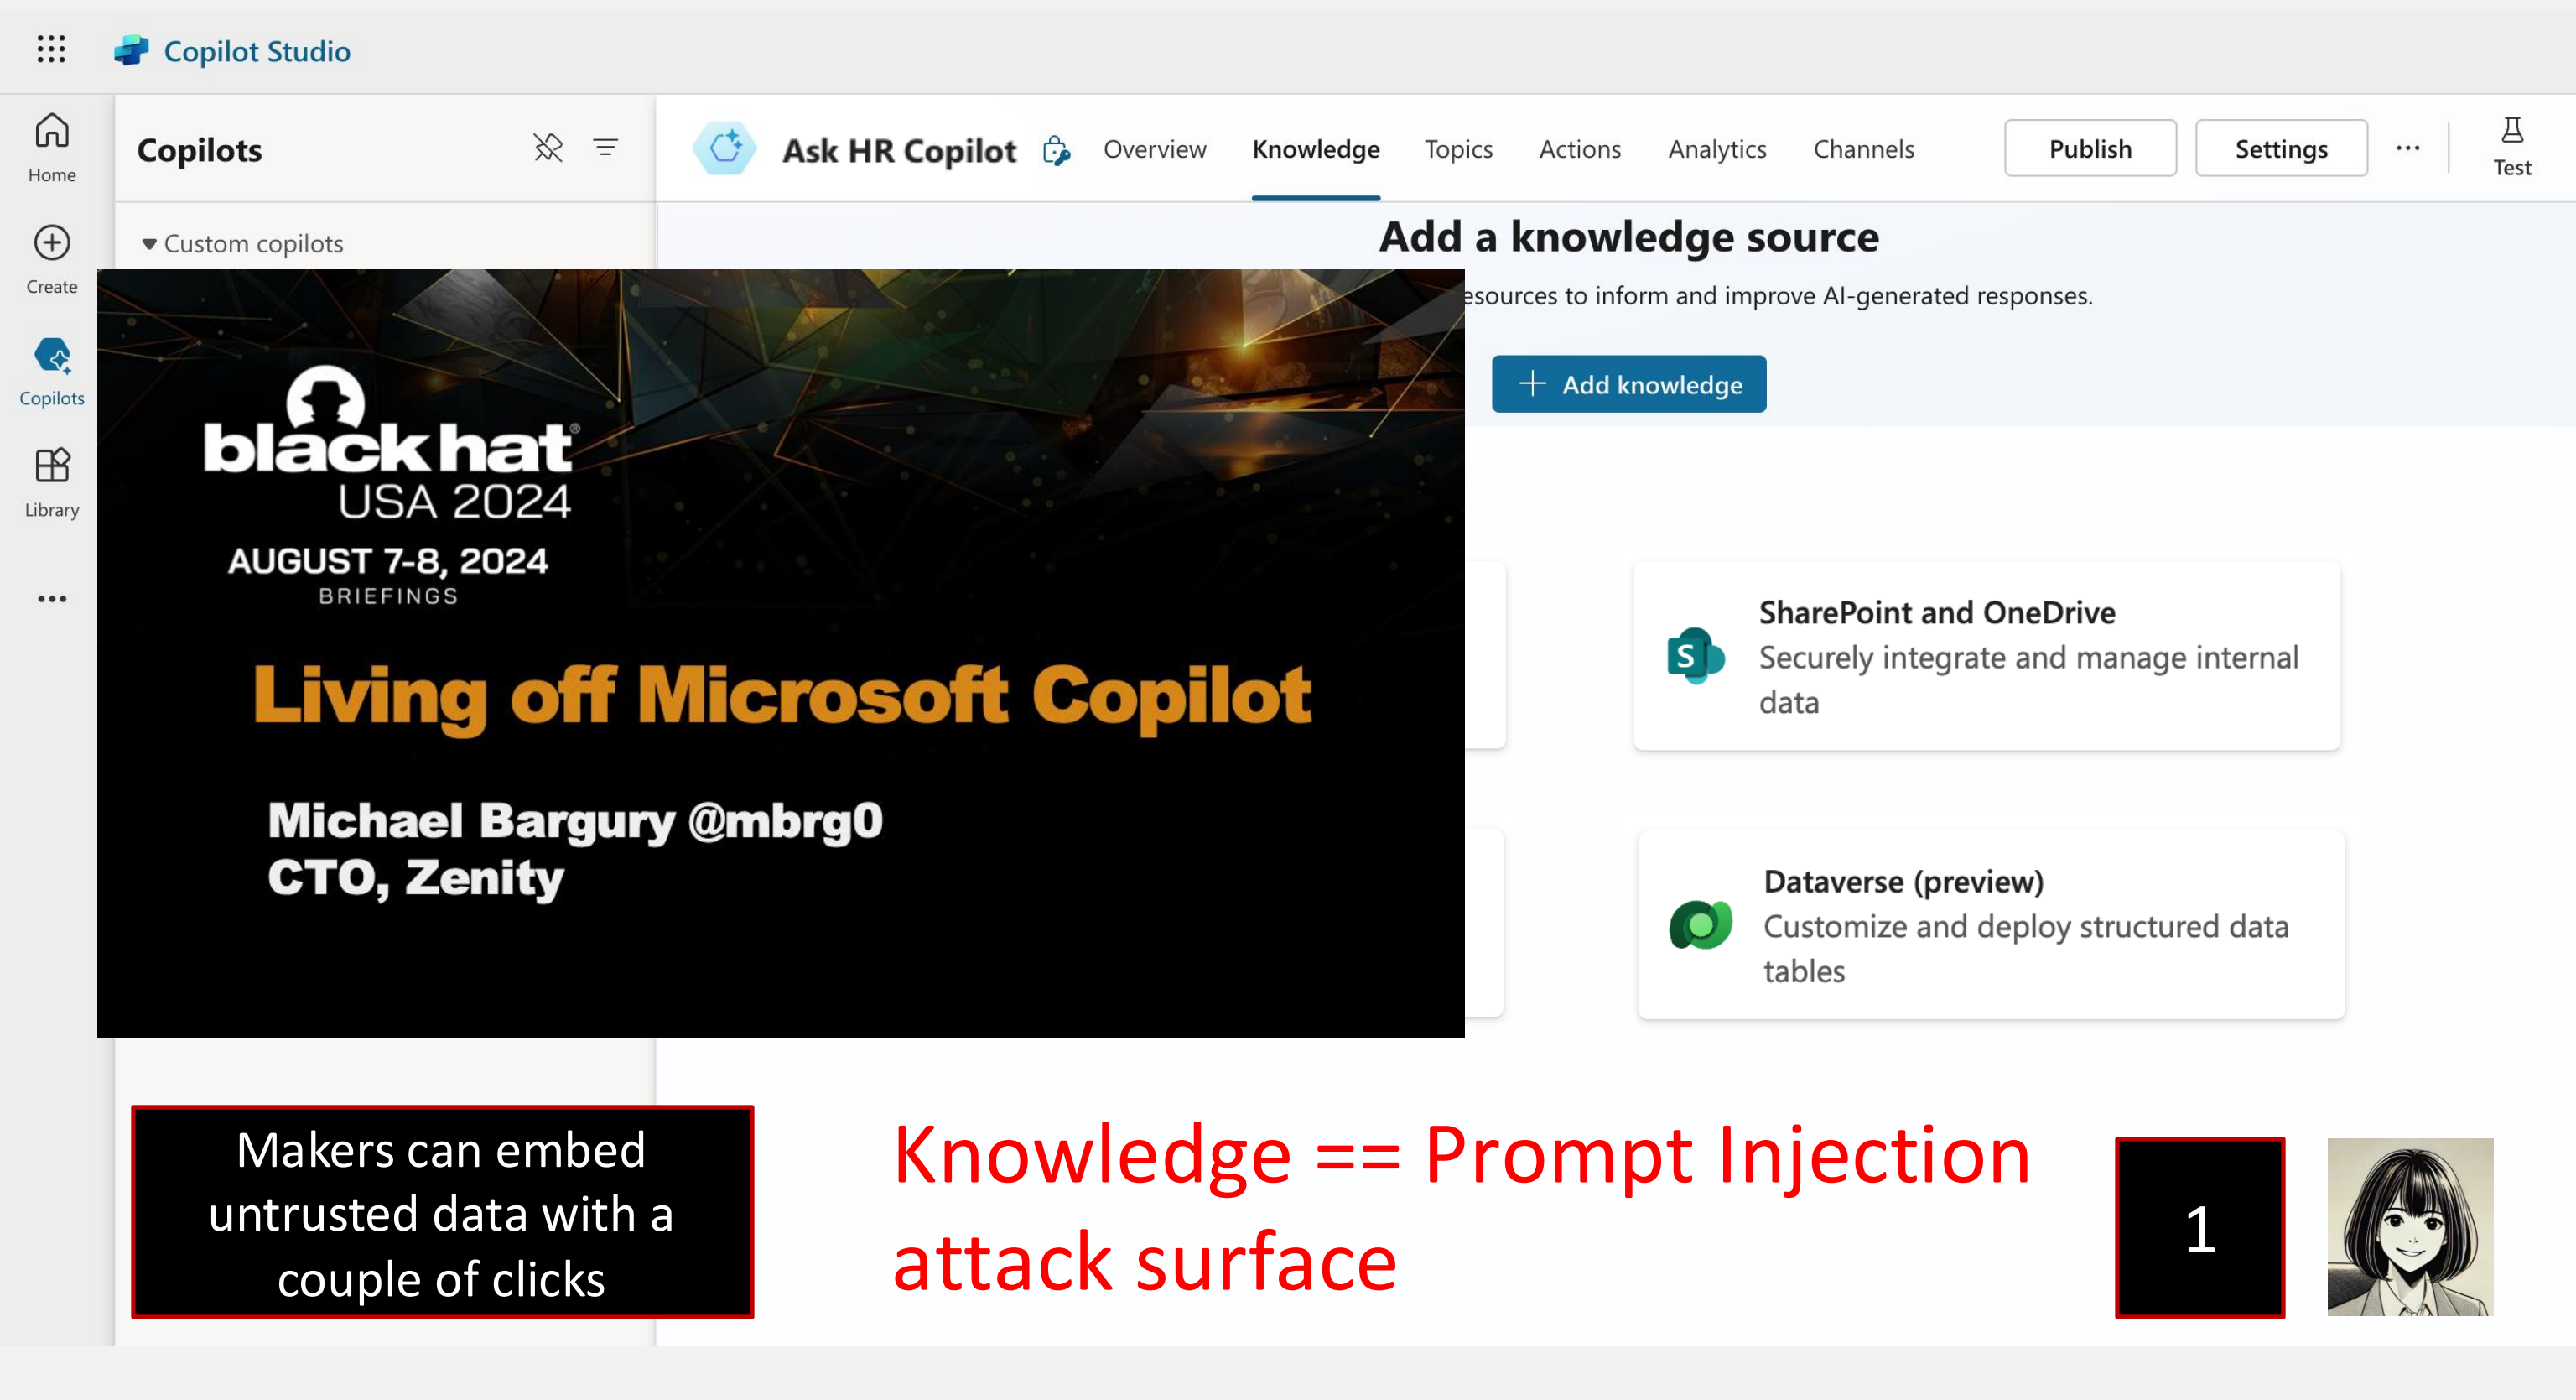 Copilot Studio
Home
Create
Copilots
Library
Copilots
Custom copilots
Ask HR Copilot
Overview
Knowledge
Topics
Actions
Analytics
Channels
Publish
Settings
Test
Add a knowledge source
esources to inform and improve AI-generated responses.
Add knowledge
black hat®
USA 2024
AUGUST 7-8, 2024
BRIEFINGS
Living off Microsoft Copilot
Michael Bargury @mbrg0
CTO, Zenity
SharePoint and OneDrive
Securely integrate and manage internal
data
Dataverse (preview)
Customize and deploy structured data
tables
Makers can embed
untrusted data with a
couple of clicks
Knowledge == Prompt Injection
attack surface
1